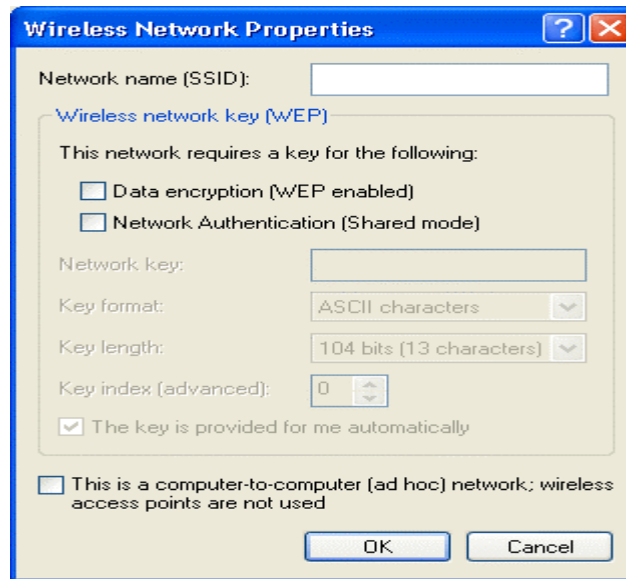 Wireless Network Properties
Network name (SSID):
Wireless network key (WEP)
This network requires a key for the following:
Data encryption (WEP enabled)
Network Authentication (Shared mode)
Network key:
Key format: ASCII characters
Key length: 104 bits (13 characters)
Key index (advanced): 0
The key is provided for me automatically
This is a computer-to-computer (ad hoc) network; wireless
access points are not used
OK Cancel